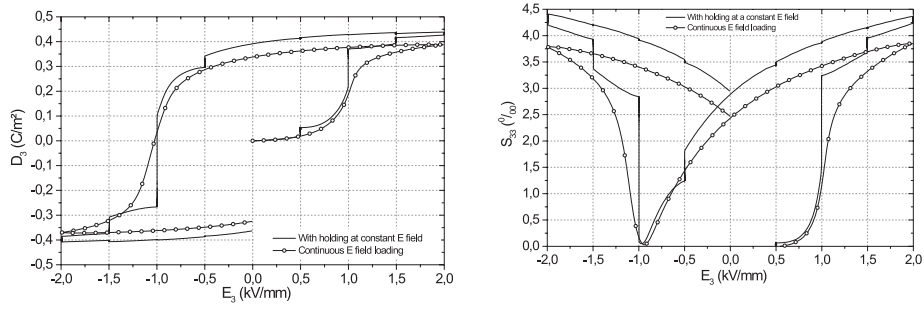 0,5
0,4
0,3
0,2
0,1
0,0
-0,1
-0,2
-0,3
-0,4
-0,5
D₃ (C/m²)
With holding at a constant E field
Continuous E field loading
-2,0 -1,5 -1,0 -0,5 0,0 0,5 1,0 1,5 2,0
E₃ (kV/mm)
4,5
4,0
3,5
3,0
2,5
2,0
1,5
1,0
0,5
0,0
S₃₃ (⁰/₀₀)
With holding at a constant E field
Continuous E field loading
-2,0 -1,5 -1,0 -0,5 0,0 0,5 1,0 1,5 2,0
E₃ (kV/mm)